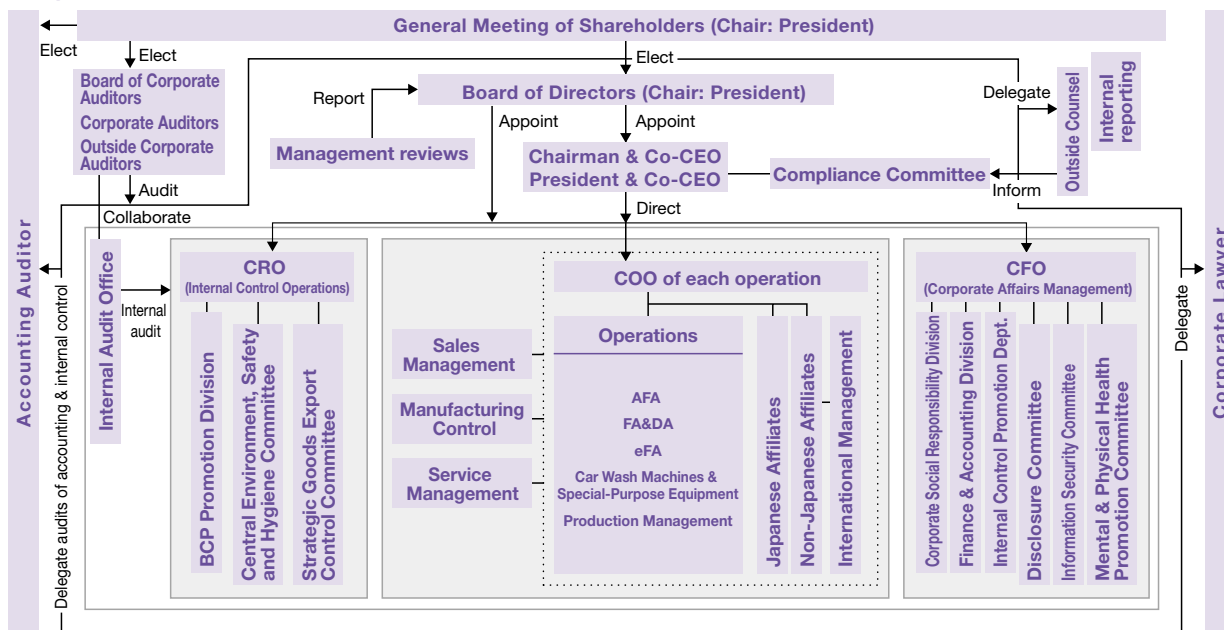 General Meeting of Shareholders (Chair: President)
Elect
Elect
Elect
Board of Corporate
Auditors
Corporate Auditors
Outside Corporate
Auditors
Report
Board of Directors (Chair: President)
Delegate
Outside Counsel
Internal
reporting
Appoint
Appoint
Management reviews
Chairman & Co-CEO
President & Co-CEO
Compliance Committee
Inform
Audit
Collaborate
Direct
Accounting Auditor
Delegate audits of accounting & internal control
Internal Audit Office
Internal
audit
CRO
(Internal Control Operations)
BCP Promotion Division
Central Environment, Safety
and Hygiene Committee
Strategic Goods Export
Control Committee
Sales
Management
Manufacturing
Control
Service
Management
COO of each operation
Operations
AFA
FA&DA
eFA
Car Wash Machines &
Special-Purpose Equipment
Production Management
Japanese Affiliates
Non-Japanese Affiliates
International Management
CFO
(Corporate Affairs Management)
Corporate Social Responsibility Division
Finance & Accounting Division
Internal Control Promotion Dept.
Disclosure Committee
Information Security Committee
Mental & Physical Health
Promotion Committee
Delegate
Corporate Lawyer